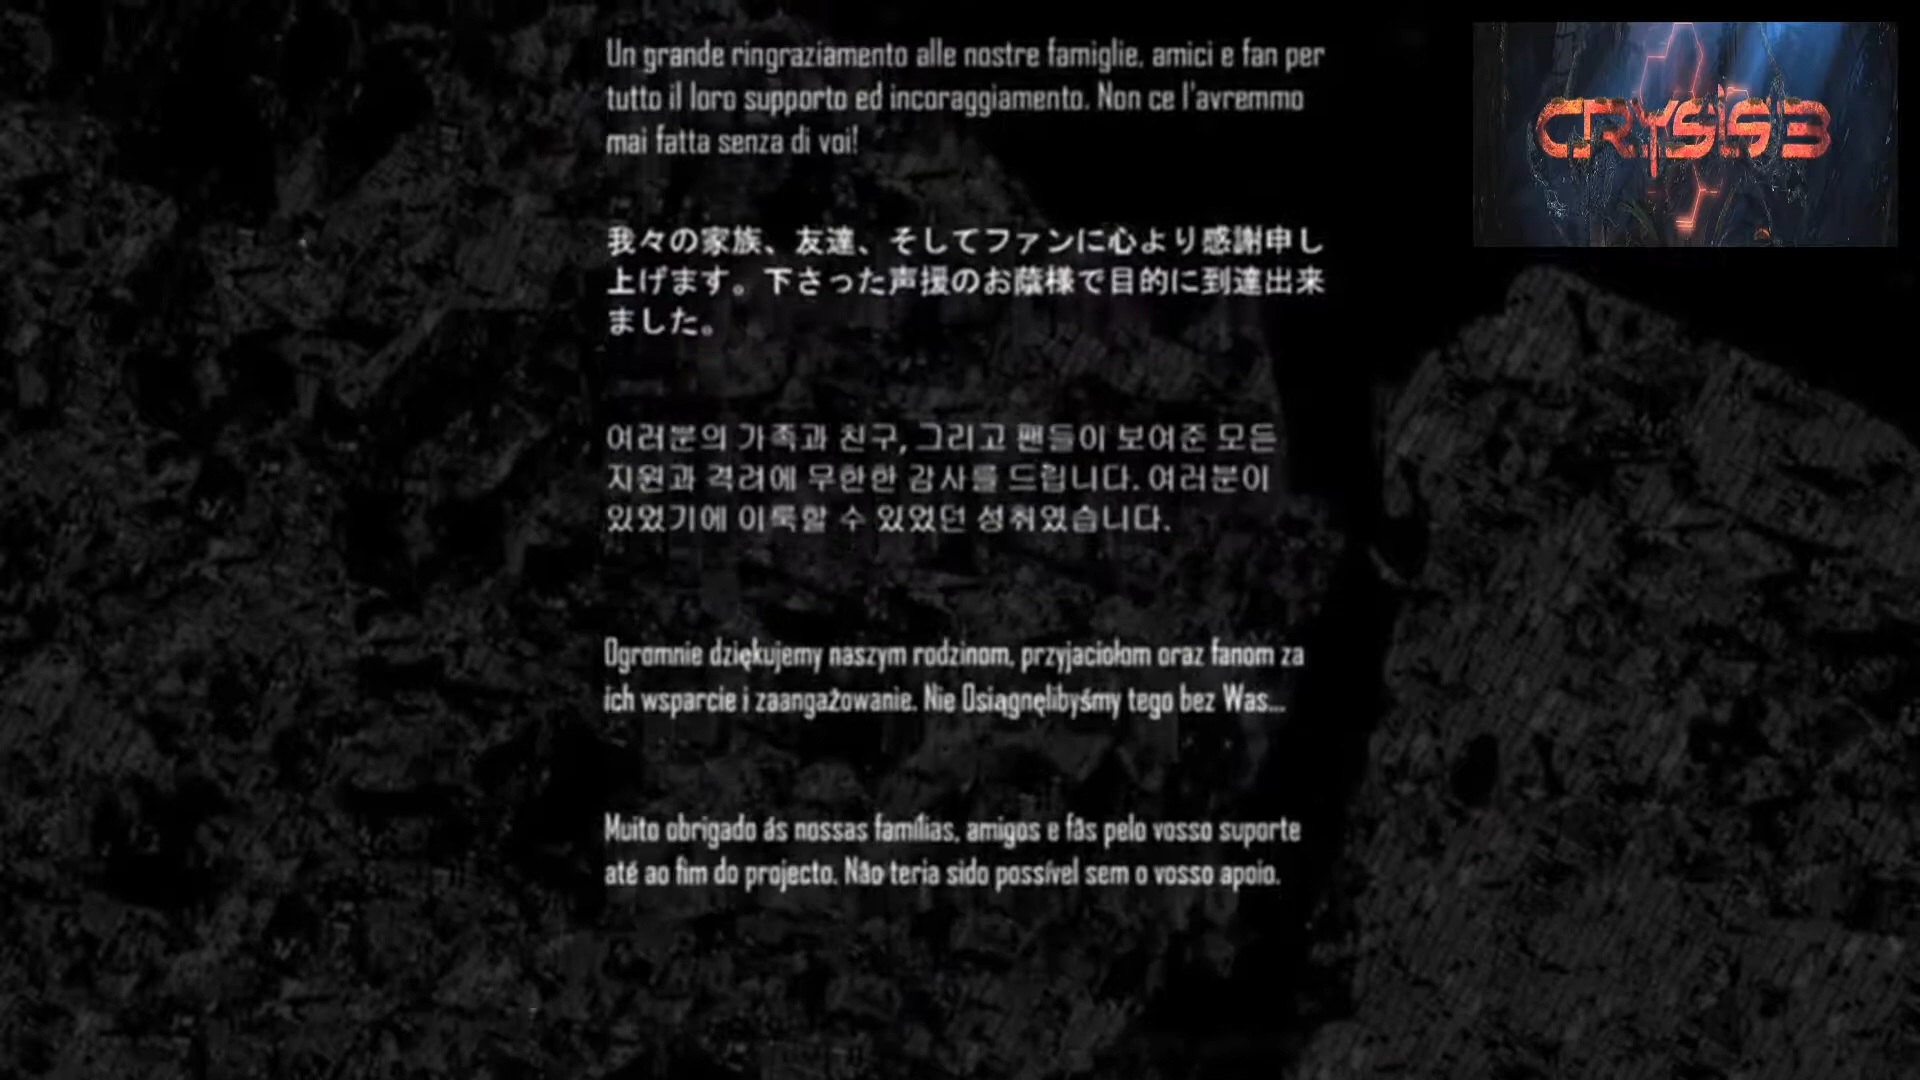 Un grande ringraziamento alle nostre famiglie, amici e fan per
tutto il loro supporto ed incoraggiamento. Non ce l'avremmo
mai fatta senza di voi!
CRYSIS3
我々の家族、友達、そしてファンに心より感謝申し
上げます。下さった声援のお蔭様で目的に到達出来
ました。
여러분의 가족과 친구, 그리고 팬들이 보여준 모든
지원과 격려에 무한한 감사를 드립니다. 여러분이
있었기에 이룩할 수 있었던 성취였습니다.
Ogromnie dziękujemy naszym rodzinom, przyjaciołom oraz fanom za
ich wsparcie i zaangażowanie. Nie Osiągnęlibyśmy tego bez Was...
Muito obrigado ás nossas famílias, amigos e fãs pelo vosso suporte
até ao fim do projecto. Não teria sido possível sem o vosso apoio.